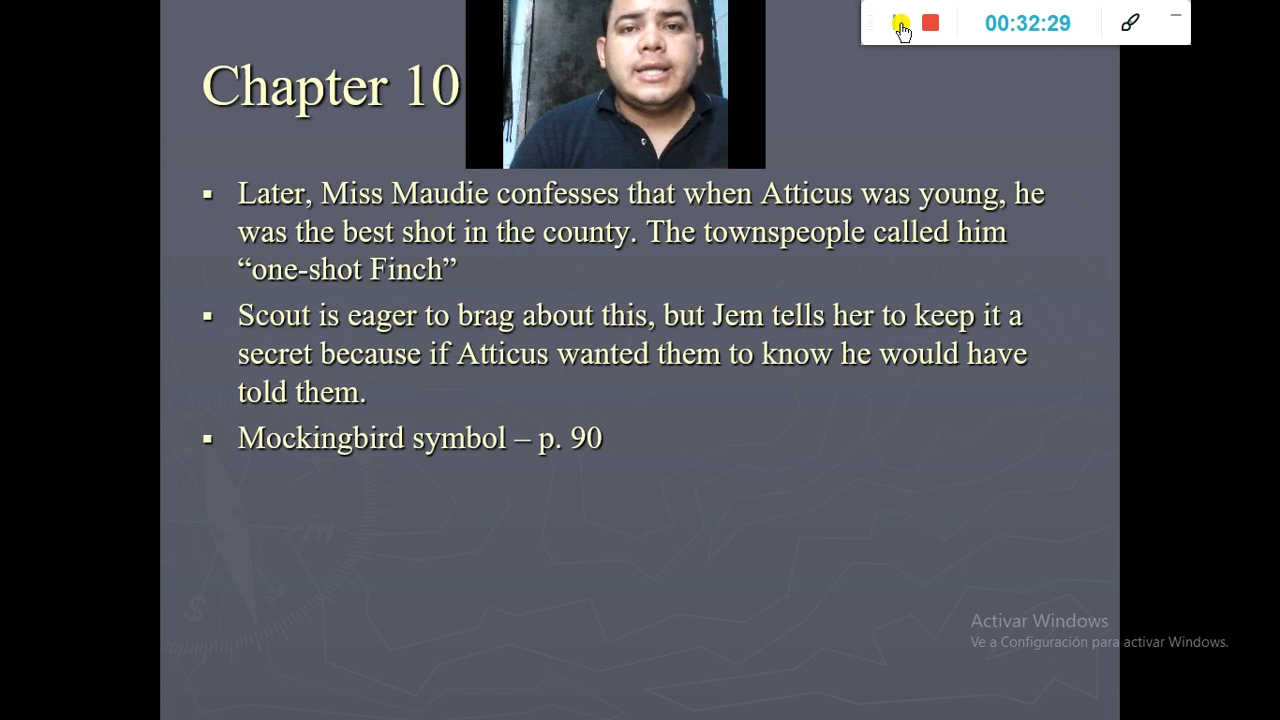 00:32:29
Chapter 10
▪ Later, Miss Maudie confesses that when Atticus was young, he
was the best shot in the county. The townspeople called him
“one-shot Finch”
▪ Scout is eager to brag about this, but Jem tells her to keep it a
secret because if Atticus wanted them to know he would have
told them.
▪ Mockingbird symbol – p. 90
m
S
Activar Windows
Ve a Configuración para activar Windows.